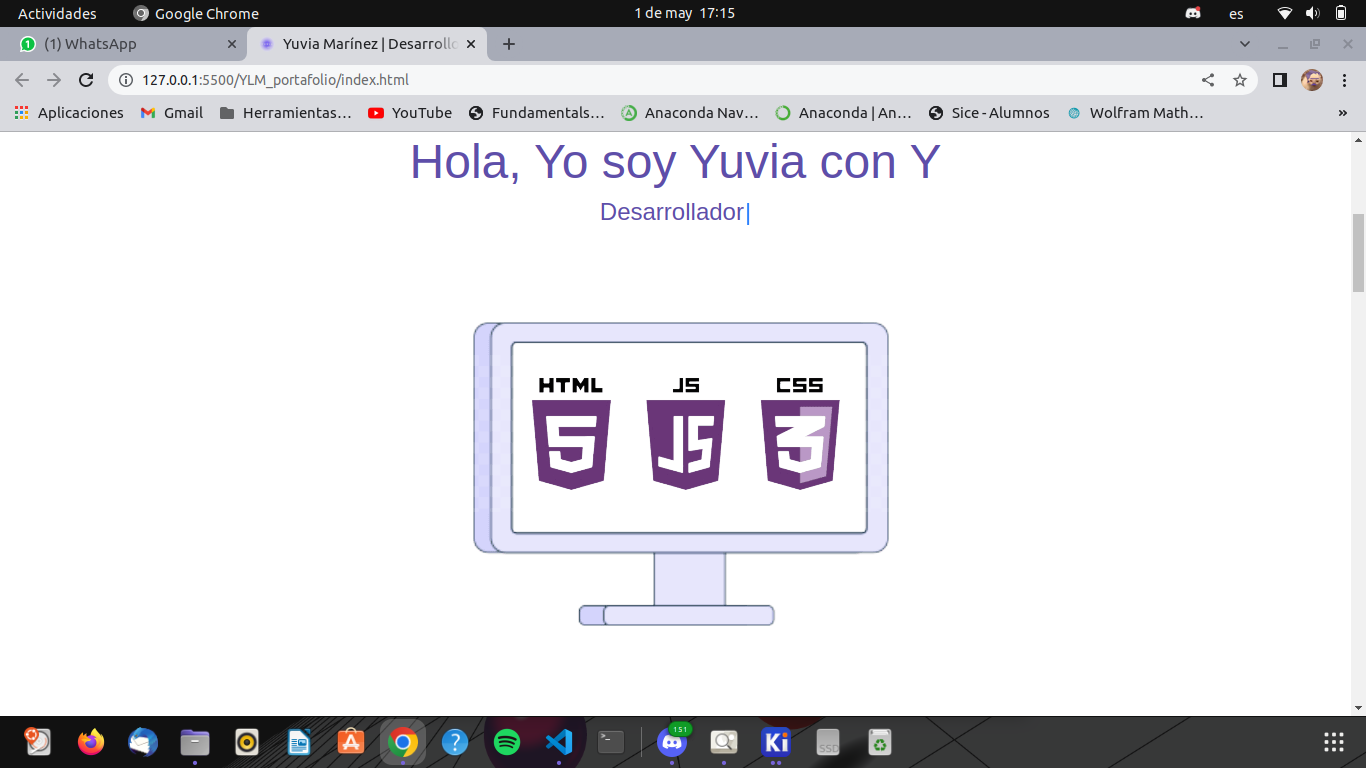 Actividades Google Chrome 1 de may 17:15 es
(1) WhatsApp Yuvia Marínez | Desarrollo
127.0.0.1:5500/YLM_portafolio/index.html
Aplicaciones Gmail Herramientas… YouTube Fundamentals… Anaconda Nav… Anaconda | An… Sice - Alumnos Wolfram Math… »
Hola, Yo soy Yuvia con Y
Desarrollador|
HTML JS CSS
5 JS 3
151
Ki
SSD